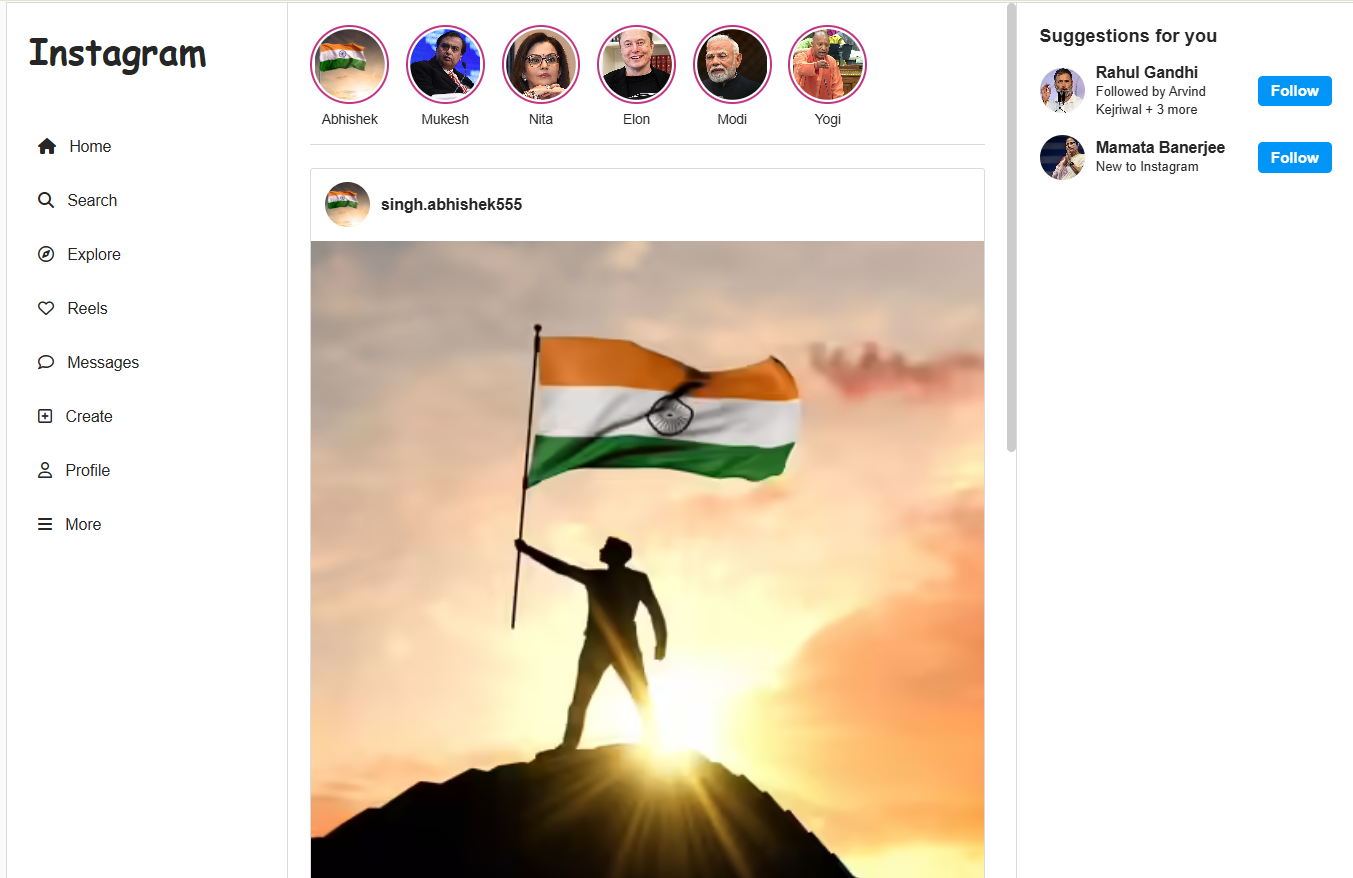 Instagram
Home
Search
Explore
Reels
Messages
Create
Profile
More
Abhishek
Mukesh
Nita
Elon
Modi
Yogi
singh.abhishek555
Suggestions for you
Rahul Gandhi
Followed by Arvind
Kejriwal + 3 more
Follow
Mamata Banerjee
New to Instagram
Follow